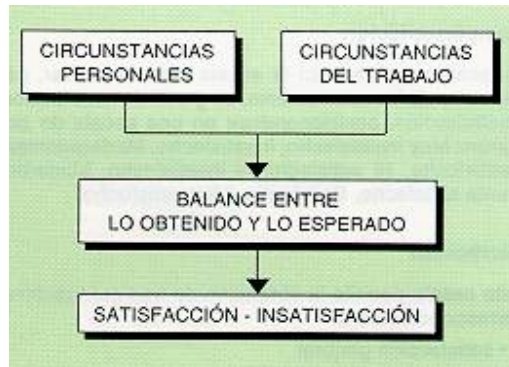 CIRCUNSTANCIAS
PERSONALES
CIRCUNSTANCIAS
DEL TRABAJO
BALANCE ENTRE
LO OBTENIDO Y LO ESPERADO
SATISFACCIÓN - INSATISFACCIÓN